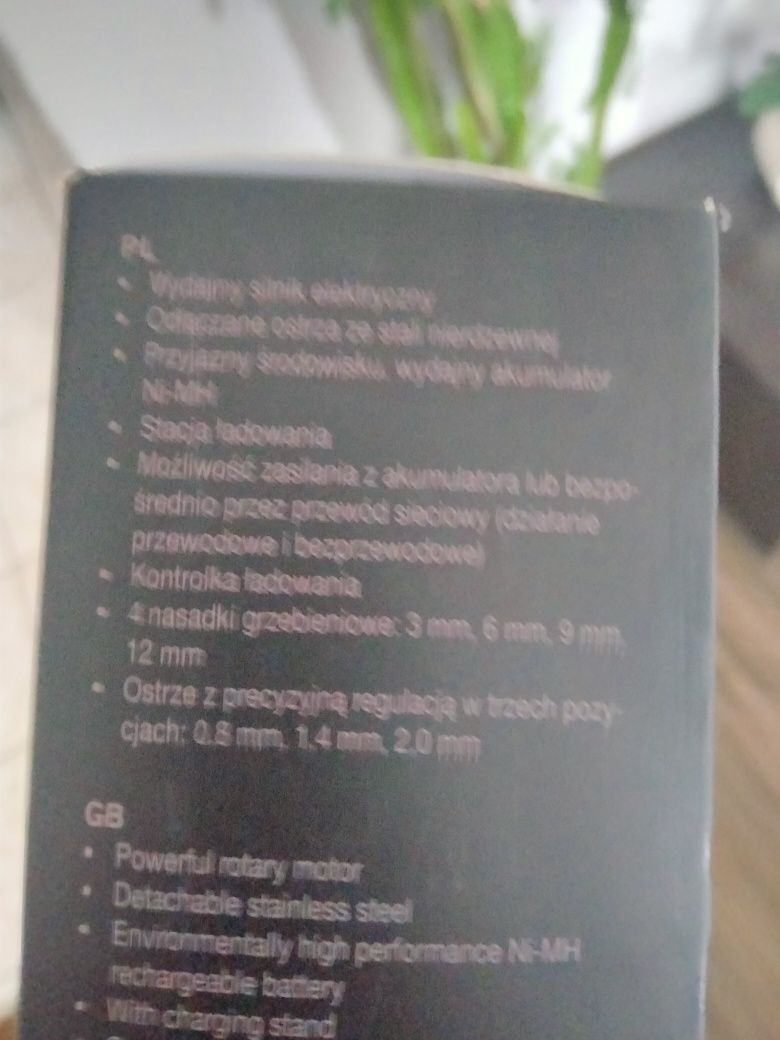 PL
• Wydajny silnik elektryczny
• Odłączane ostrza ze stali nierdzewnej
• Przyjazny środowisku, wydajny akumulator
Ni-MH
• Stacja ładowania
• Możliwość zasilania z akumulatora lub bezpo-
średnio przez przewód sieciowy (działanie
przewodowe i bezprzewodowe)
• Kontrolka ładowania
• 4 nasadki grzebieniowe: 3 mm, 6 mm, 9 mm,
12 mm
• Ostrze z precyzyjną regulacją w trzech pozy-
cjach: 0.8 mm, 1.4 mm, 2.0 mm
GB
• Powerful rotary motor
• Detachable stainless steel
• Environmentally high performance Ni-MH
rechargeable battery
• With charging stand